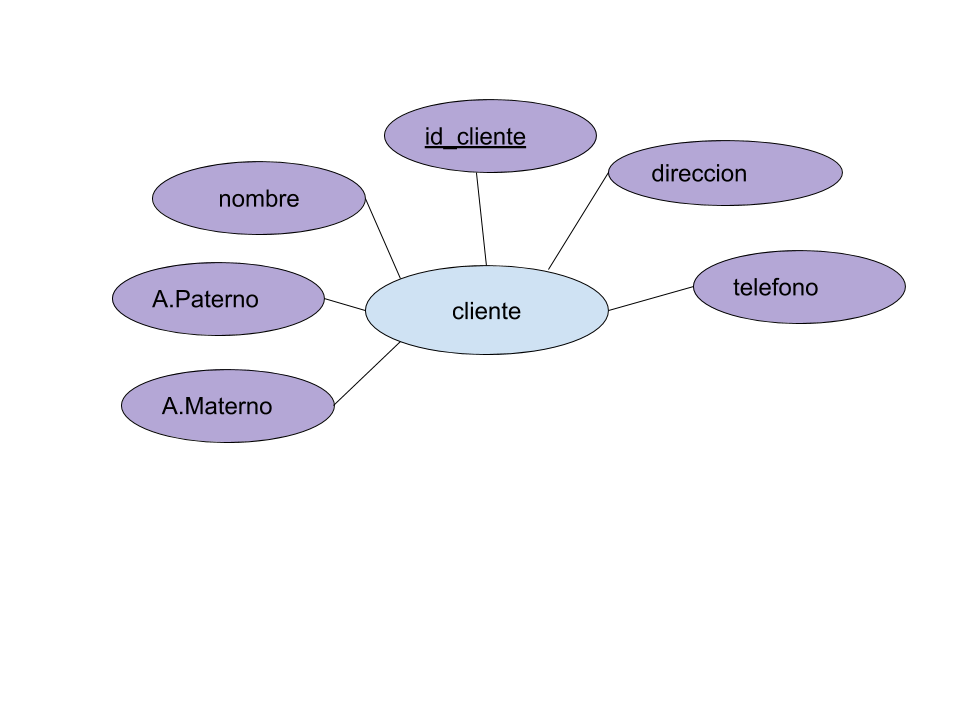 id_cliente
direccion
nombre
telefono
A.Paterno
cliente
A.Materno